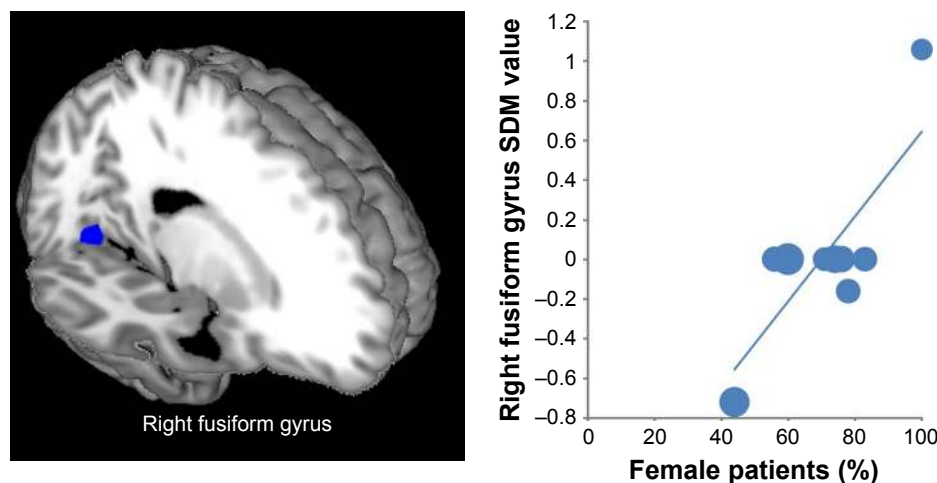 Right fusiform gyrus
Right fusiform gyrus SDM value
1.2
1
0.8
0.6
0.4
0.2
0
–0.2
–0.4
–0.6
–0.8
0 20 40 60 80 100
Female patients (%)